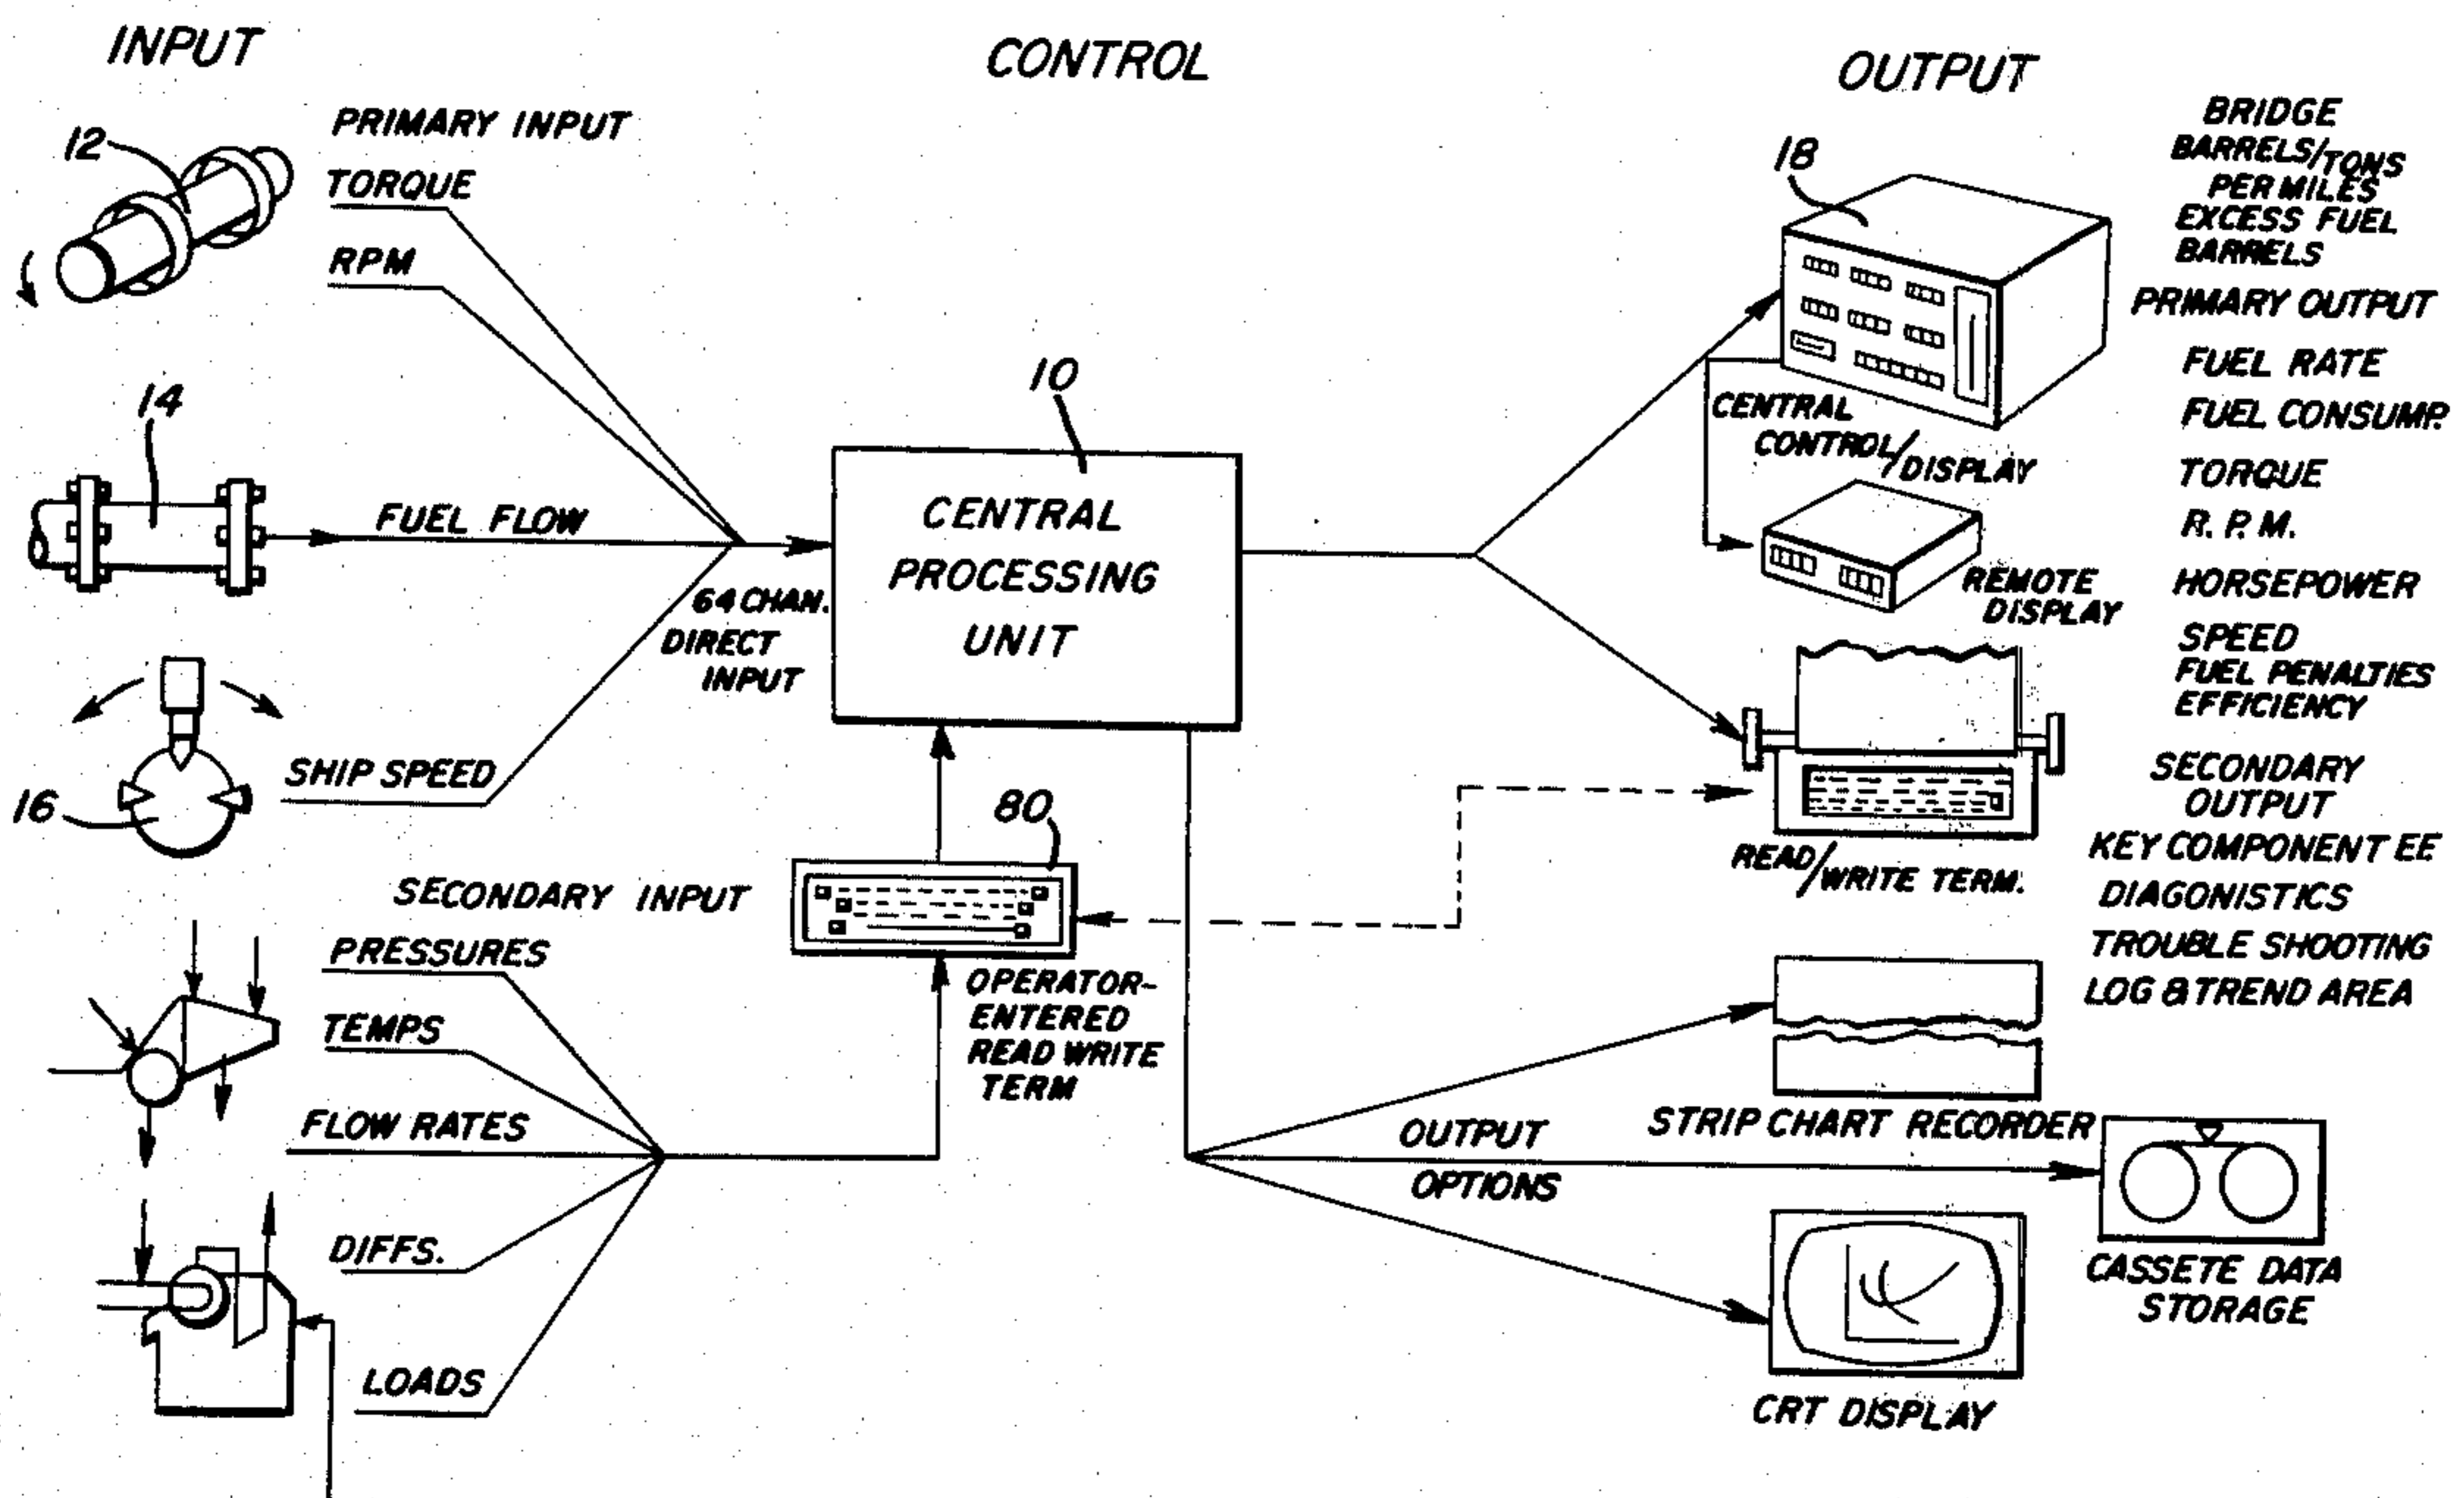 INPUT
CONTROL
OUTPUT
12
PRIMARY INPUT
TORQUE
RPM
14
FUEL FLOW
64 CHAN.
DIRECT
INPUT
SHIP SPEED
16
10
CENTRAL
PROCESSING
UNIT
80
SECONDARY INPUT
PRESSURES
TEMPS
FLOW RATES
DIFFS.
LOADS
OPERATOR-
ENTERED
READ WRITE
TERM
18
CENTRAL
CONTROL/DISPLAY
REMOTE
DISPLAY
READ/WRITE TERM.
OUTPUT
OPTIONS
STRIP CHART RECORDER
CASSETE DATA
STORAGE
CRT DISPLAY
BRIDGE
BARRELS/TONS
PER MILES
EXCESS FUEL
BARRELS
PRIMARY OUTPUT
FUEL RATE
FUEL CONSUMP.
TORQUE
R.P.M.
HORSEPOWER
SPEED
FUEL PENALTIES
EFFICIENCY
SECONDARY
OUTPUT
KEY COMPONENT EE
DIAGONISTICS
TROUBLE SHOOTING
LOG & TREND AREA